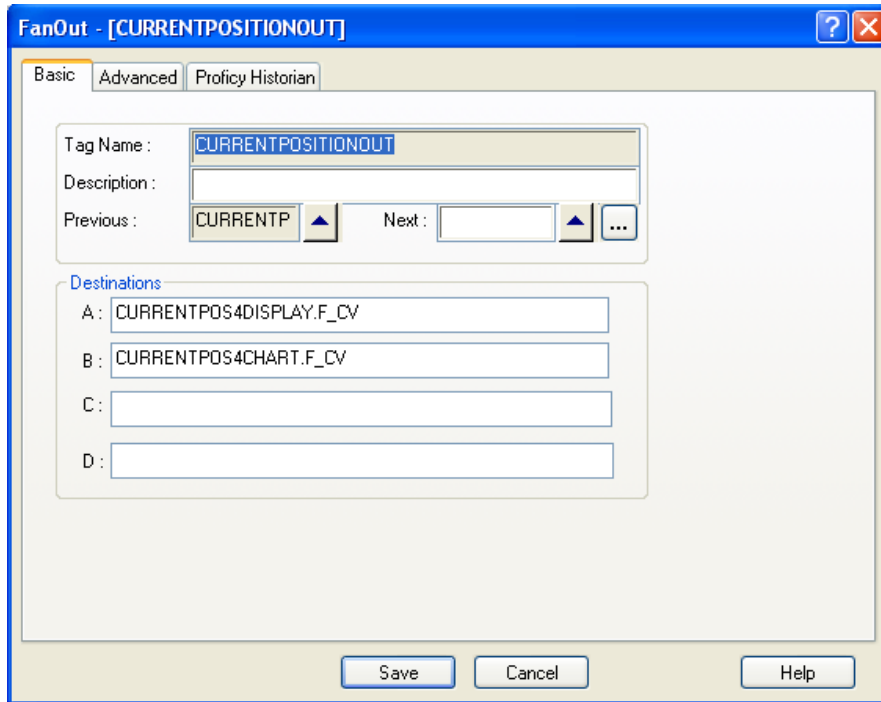 FanOut - [CURRENTPOSITIONOUT]
Basic Advanced Proficy Historian
Tag Name : CURRENTPOSITIONOUT
Description :
Previous : CURRENTP Next : ...
Destinations
A : CURRENTPOS4DISPLAY.F_CV
B : CURRENTPOS4CHART.F_CV
C :
D :
Save Cancel Help